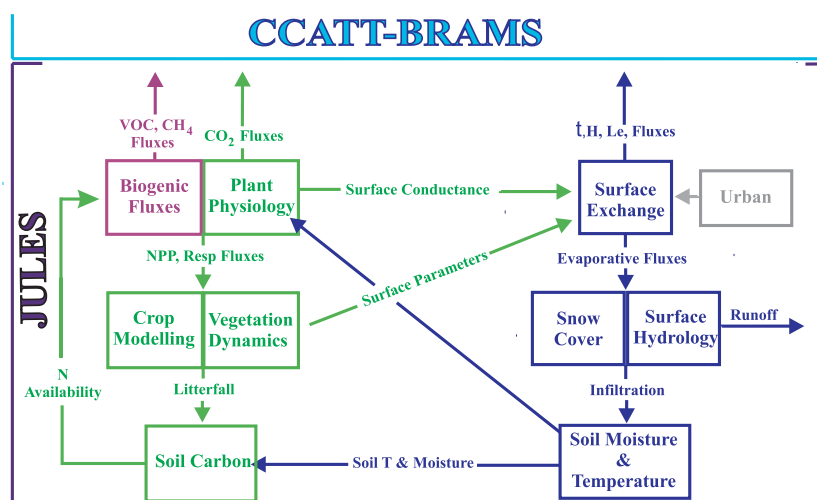 CCATT-BRAMS
VOC, CH4
Fluxes
CO2 Fluxes
t,H, Le, Fluxes
Biogenic
Fluxes
Plant
Physiology
Surface Conductance
Surface
Exchange
Urban
JULES
NPP, Resp Fluxes
Surface Parameters
Evaporative Fluxes
Crop
Modelling
Vegetation
Dynamics
Snow
Cover
Surface
Hydrology
Runoff
N
Availability
Litterfall
Infiltration
Soil Carbon
Soil T & Moisture
Soil Moisture
&
Temperature